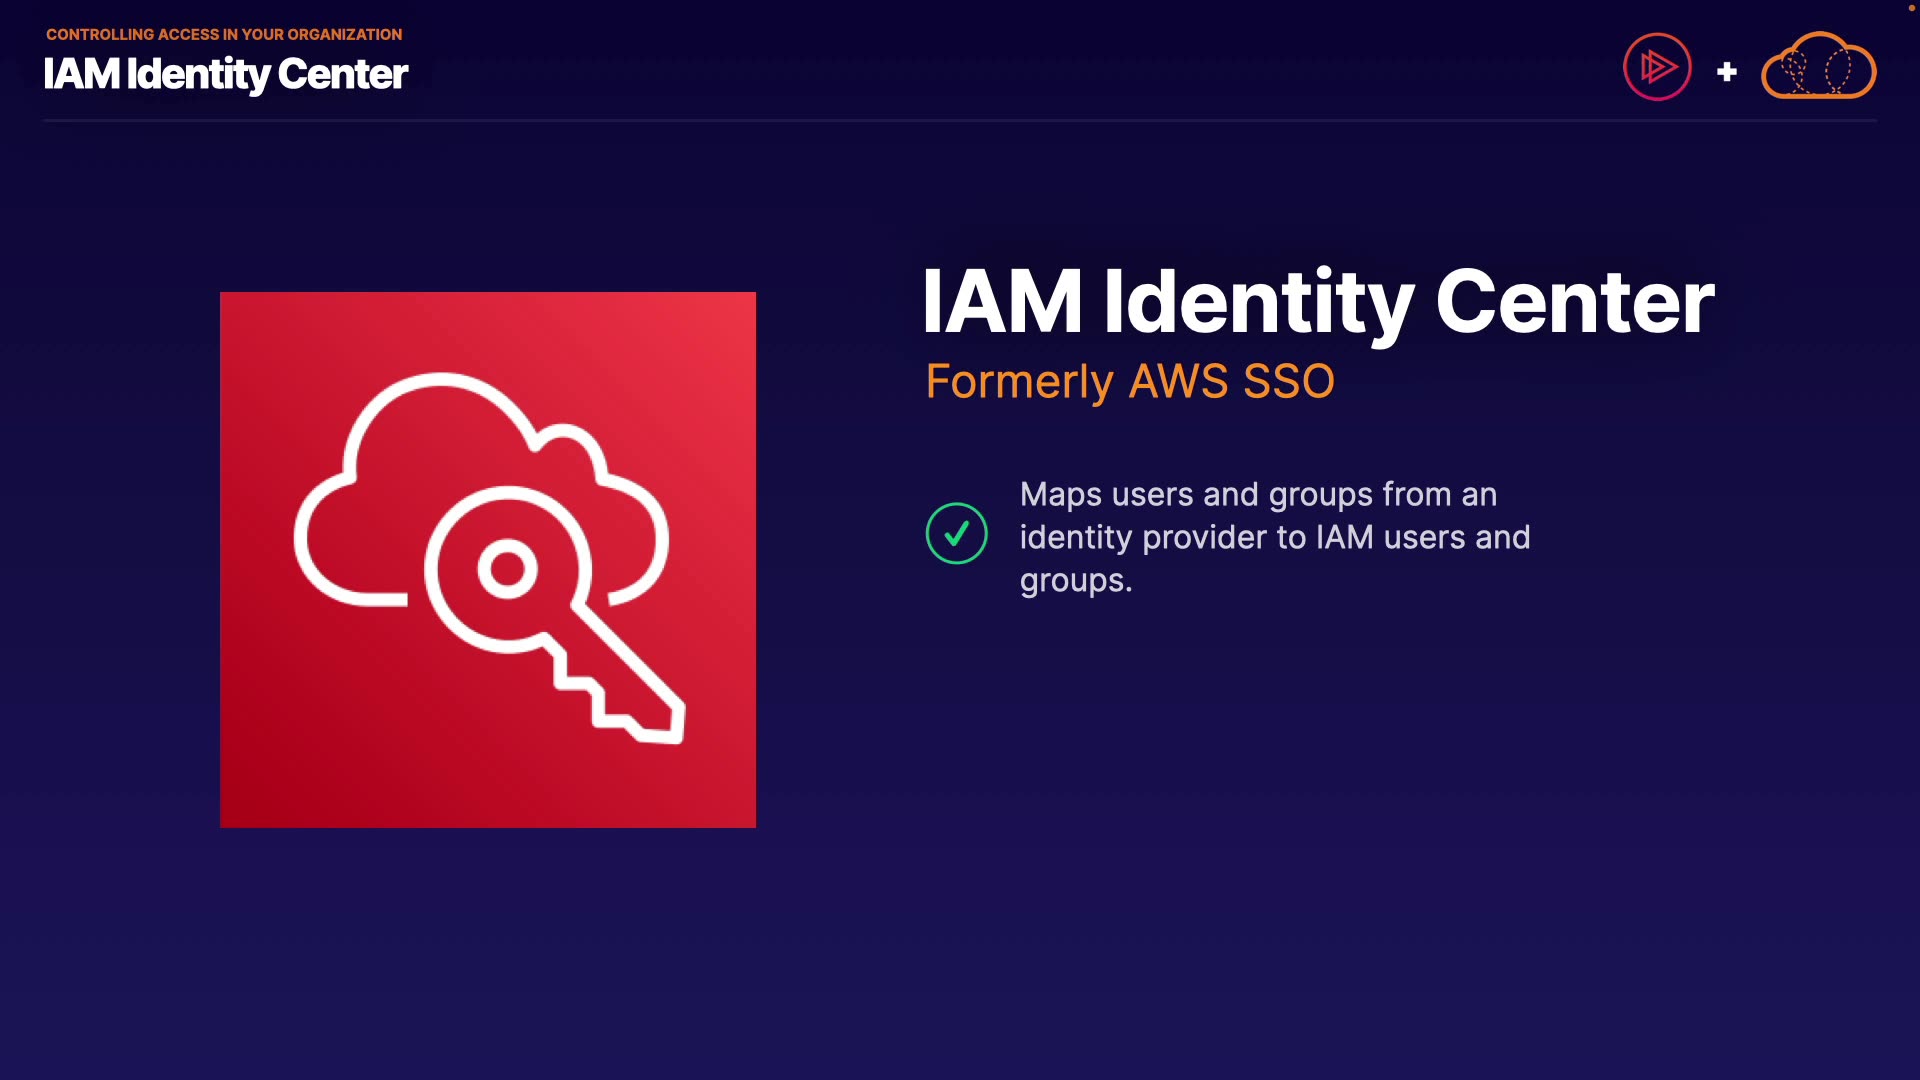 CONTROLLING ACCESS IN YOUR ORGANIZATION
IAM Identity Center
IAM Identity Center
Formerly AWS SSO
Maps users and groups from an
identity provider to IAM users and
groups.